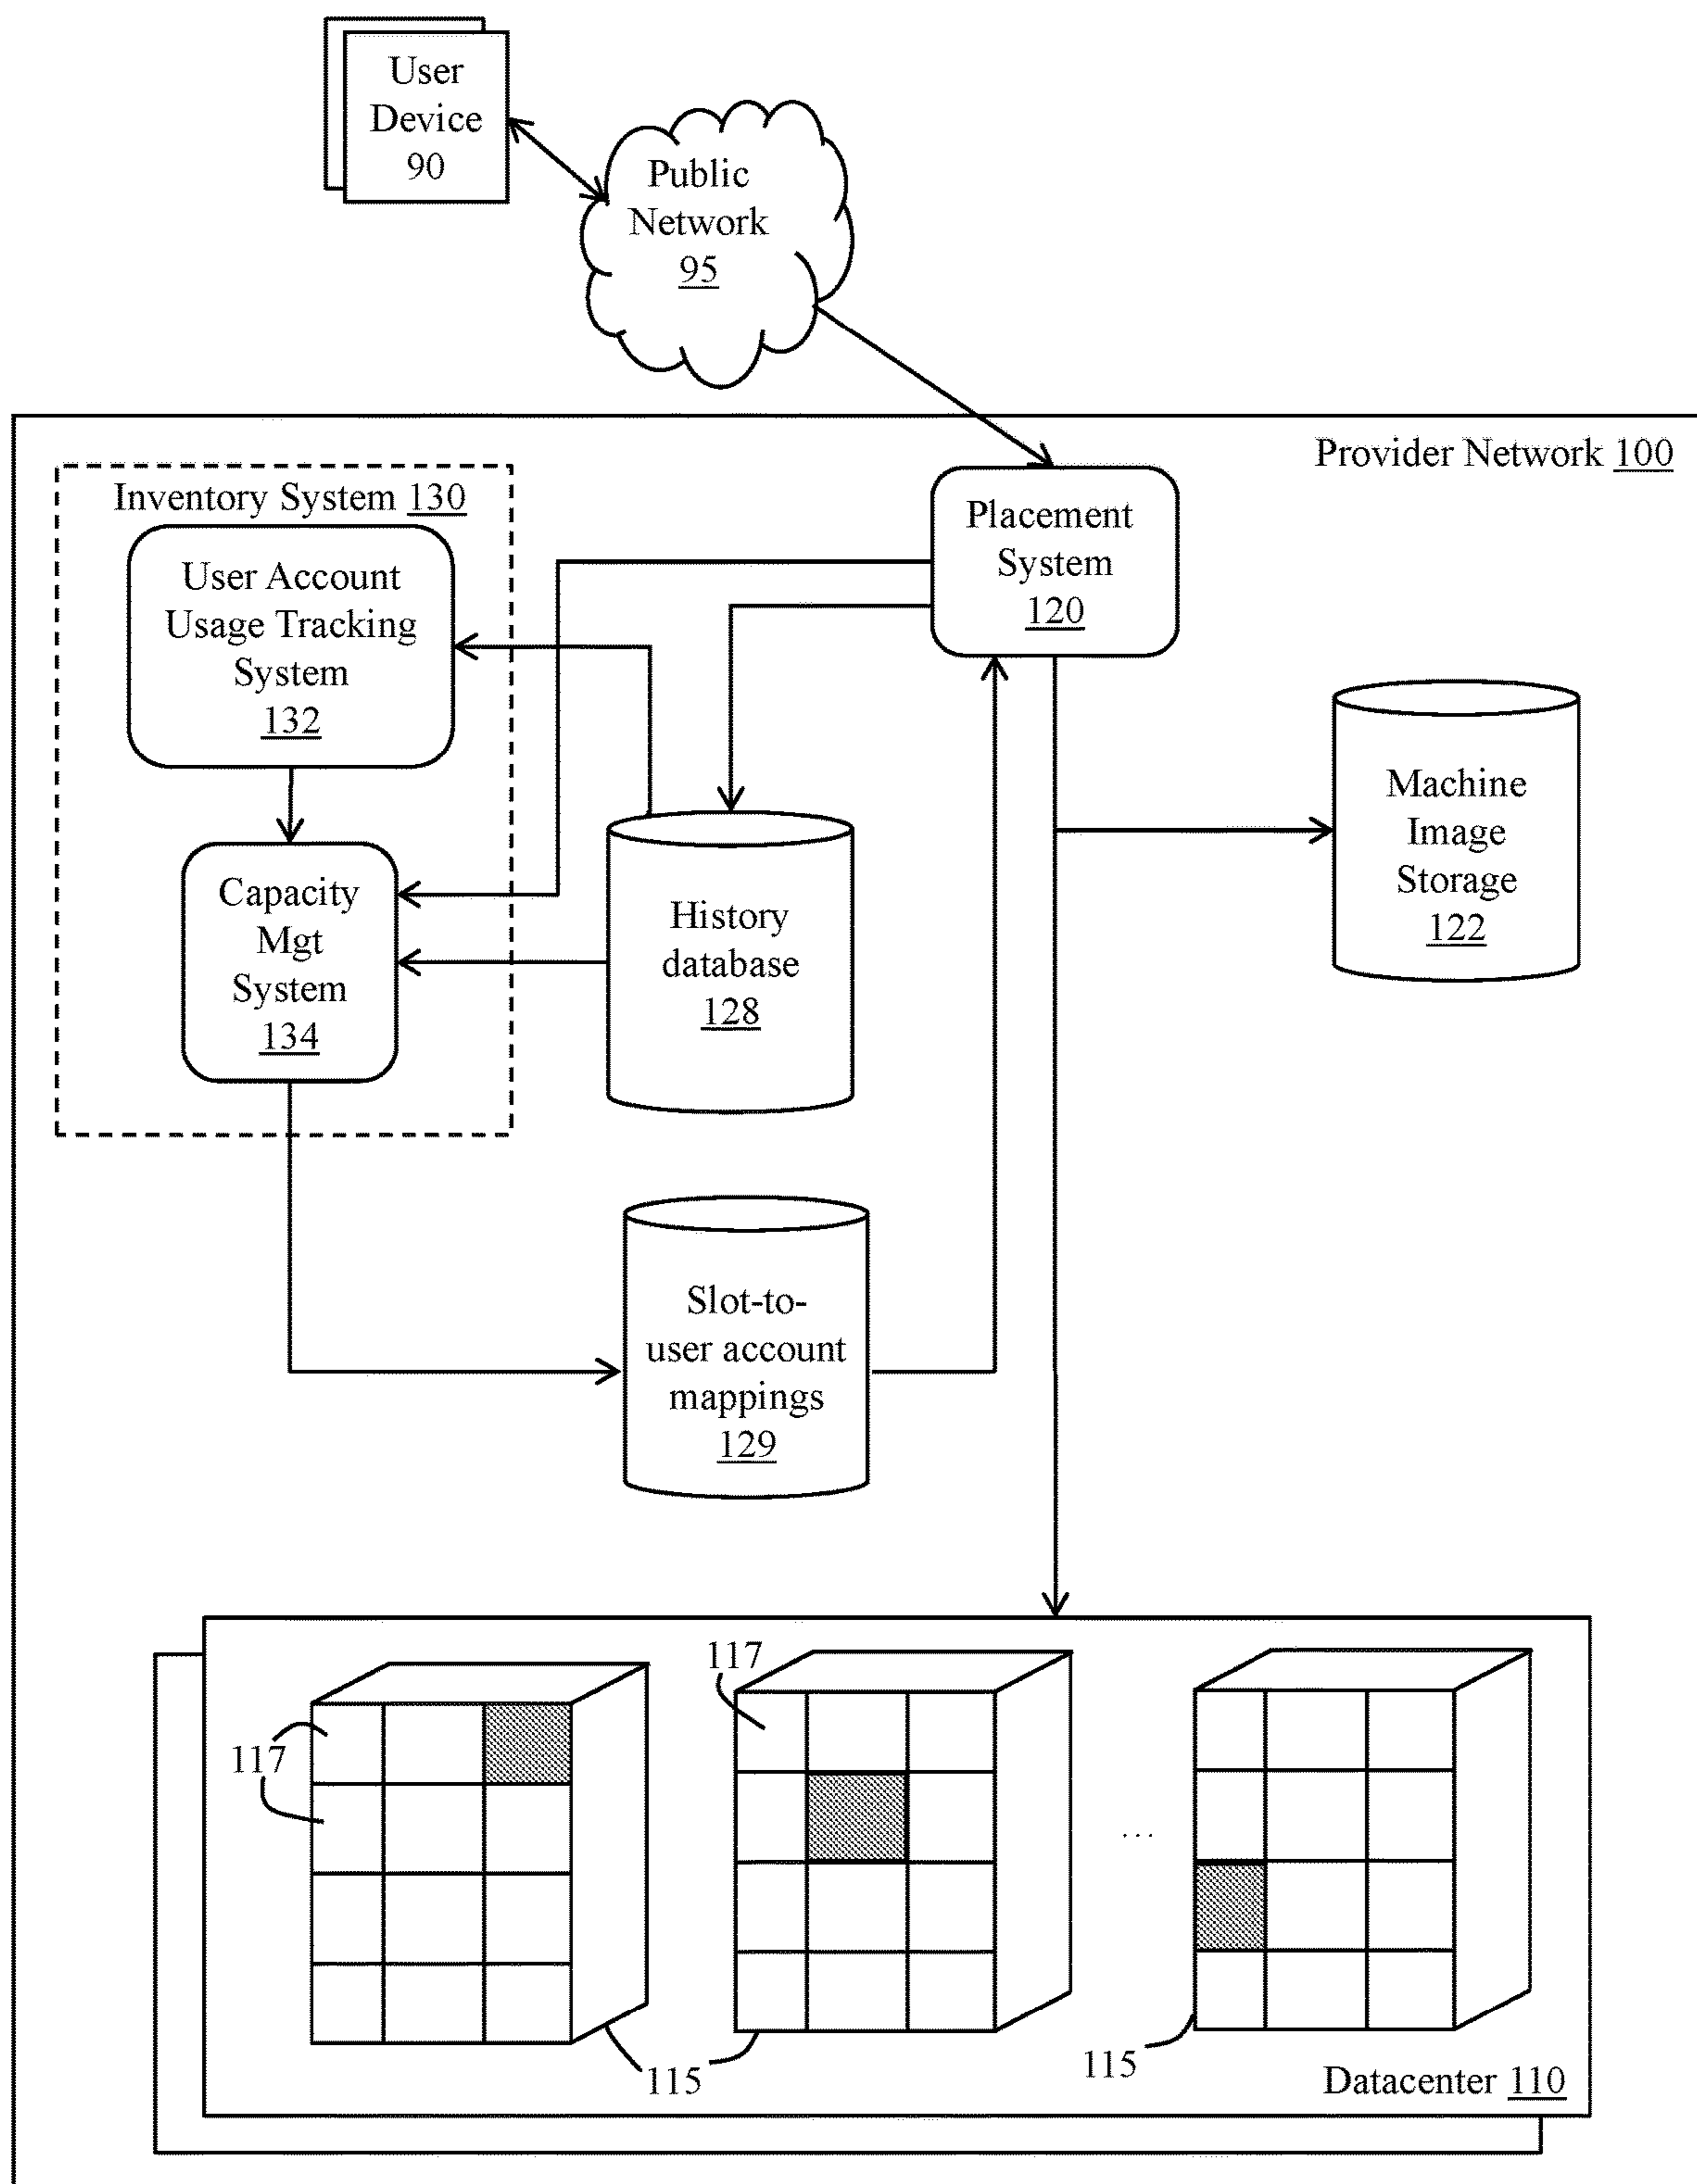 User
Device
90
Public
Network
95
Provider Network 100
Inventory System 130
User Account
Usage Tracking
System
132
Placement
System
120
Capacity
Mgt
System
134
History
database
128
Machine
Image
Storage
122
Slot-to-
user account
mappings
129
117
117
...
115
115
Datacenter 110